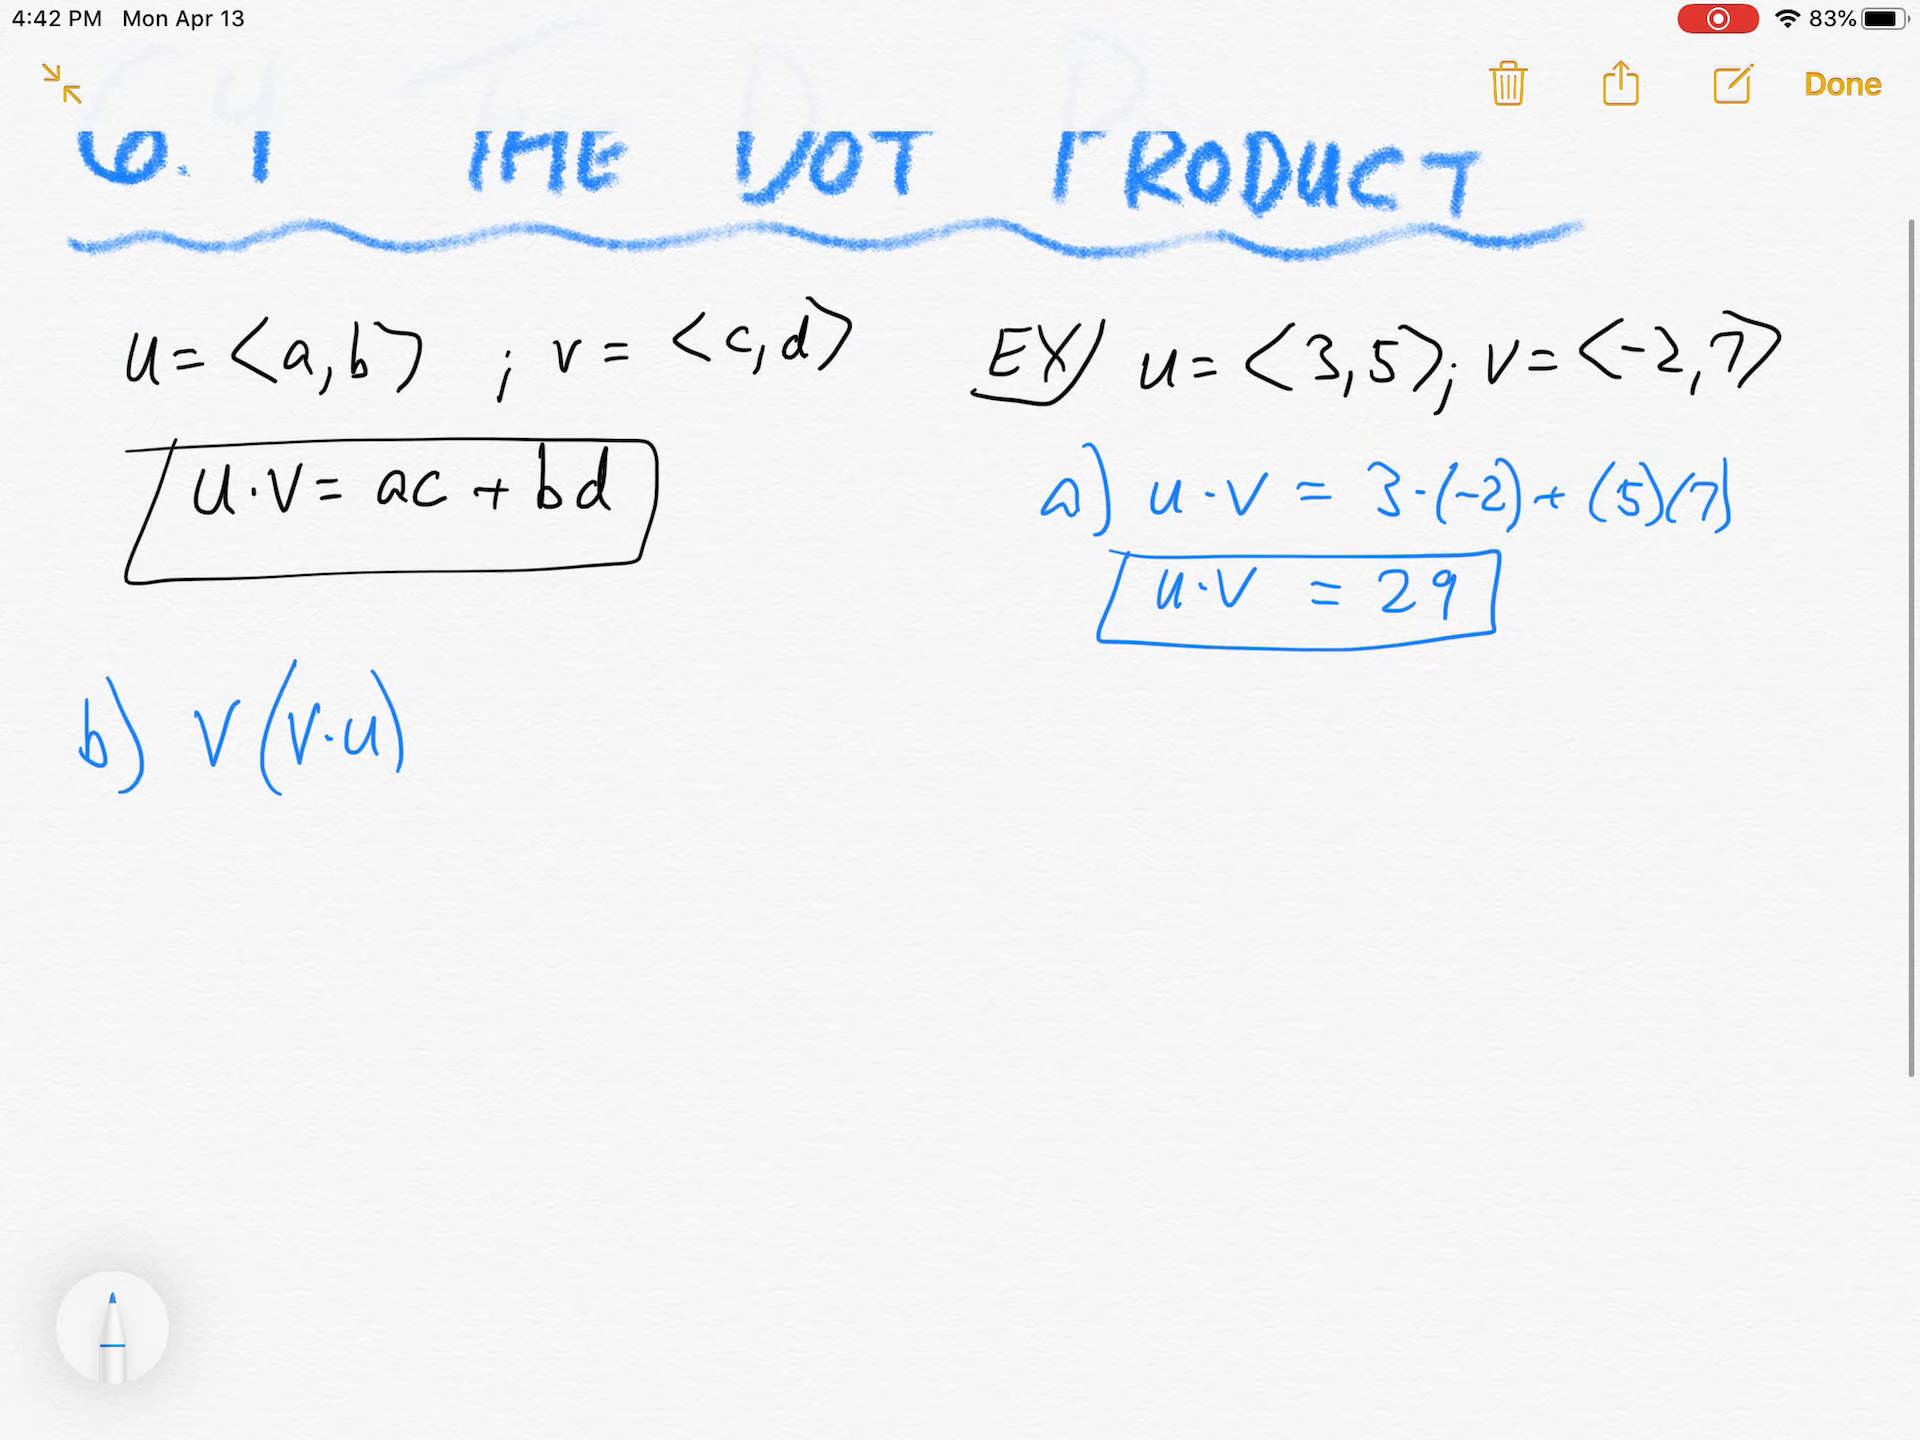 4:42 PM Mon Apr 13
83%
Done
6.4 THE DOT PRODUCT
u = <a,b> ; v = <c,d>
u·v = ac + bd
EX) u = <3,5>; v = <-2,7>
a) u·v = 3·(-2) + (5)(7)
u·v = 29
b) v(v·u)